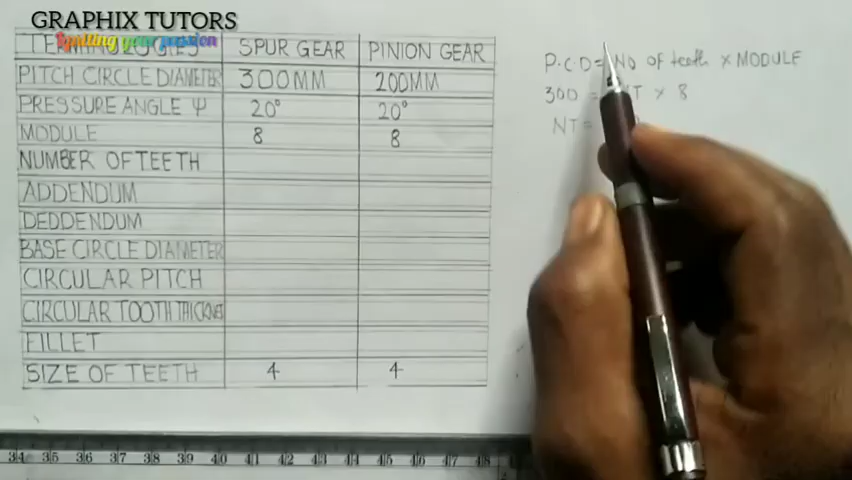 GRAPHIX TUTORS
Igniting your passion
SPUR GEAR PINION GEAR
PITCH CIRCLE DIAMETER 300MM 200MM
PRESSURE ANGLE Ψ 20° 20°
MODULE 8 8
NUMBER OF TEETH
ADDENDUM
DEDDENDUM
BASE CIRCLE DIAMETER
CIRCULAR PITCH
CIRCULAR TOOTH THICKNESS
FILLET
SIZE OF TEETH 4 4
P.C.D= NO of teeth × MODULE
300 = × 8
NT=
34 35 36 37 38 39 40 41 42 43 44 45 46 47 48